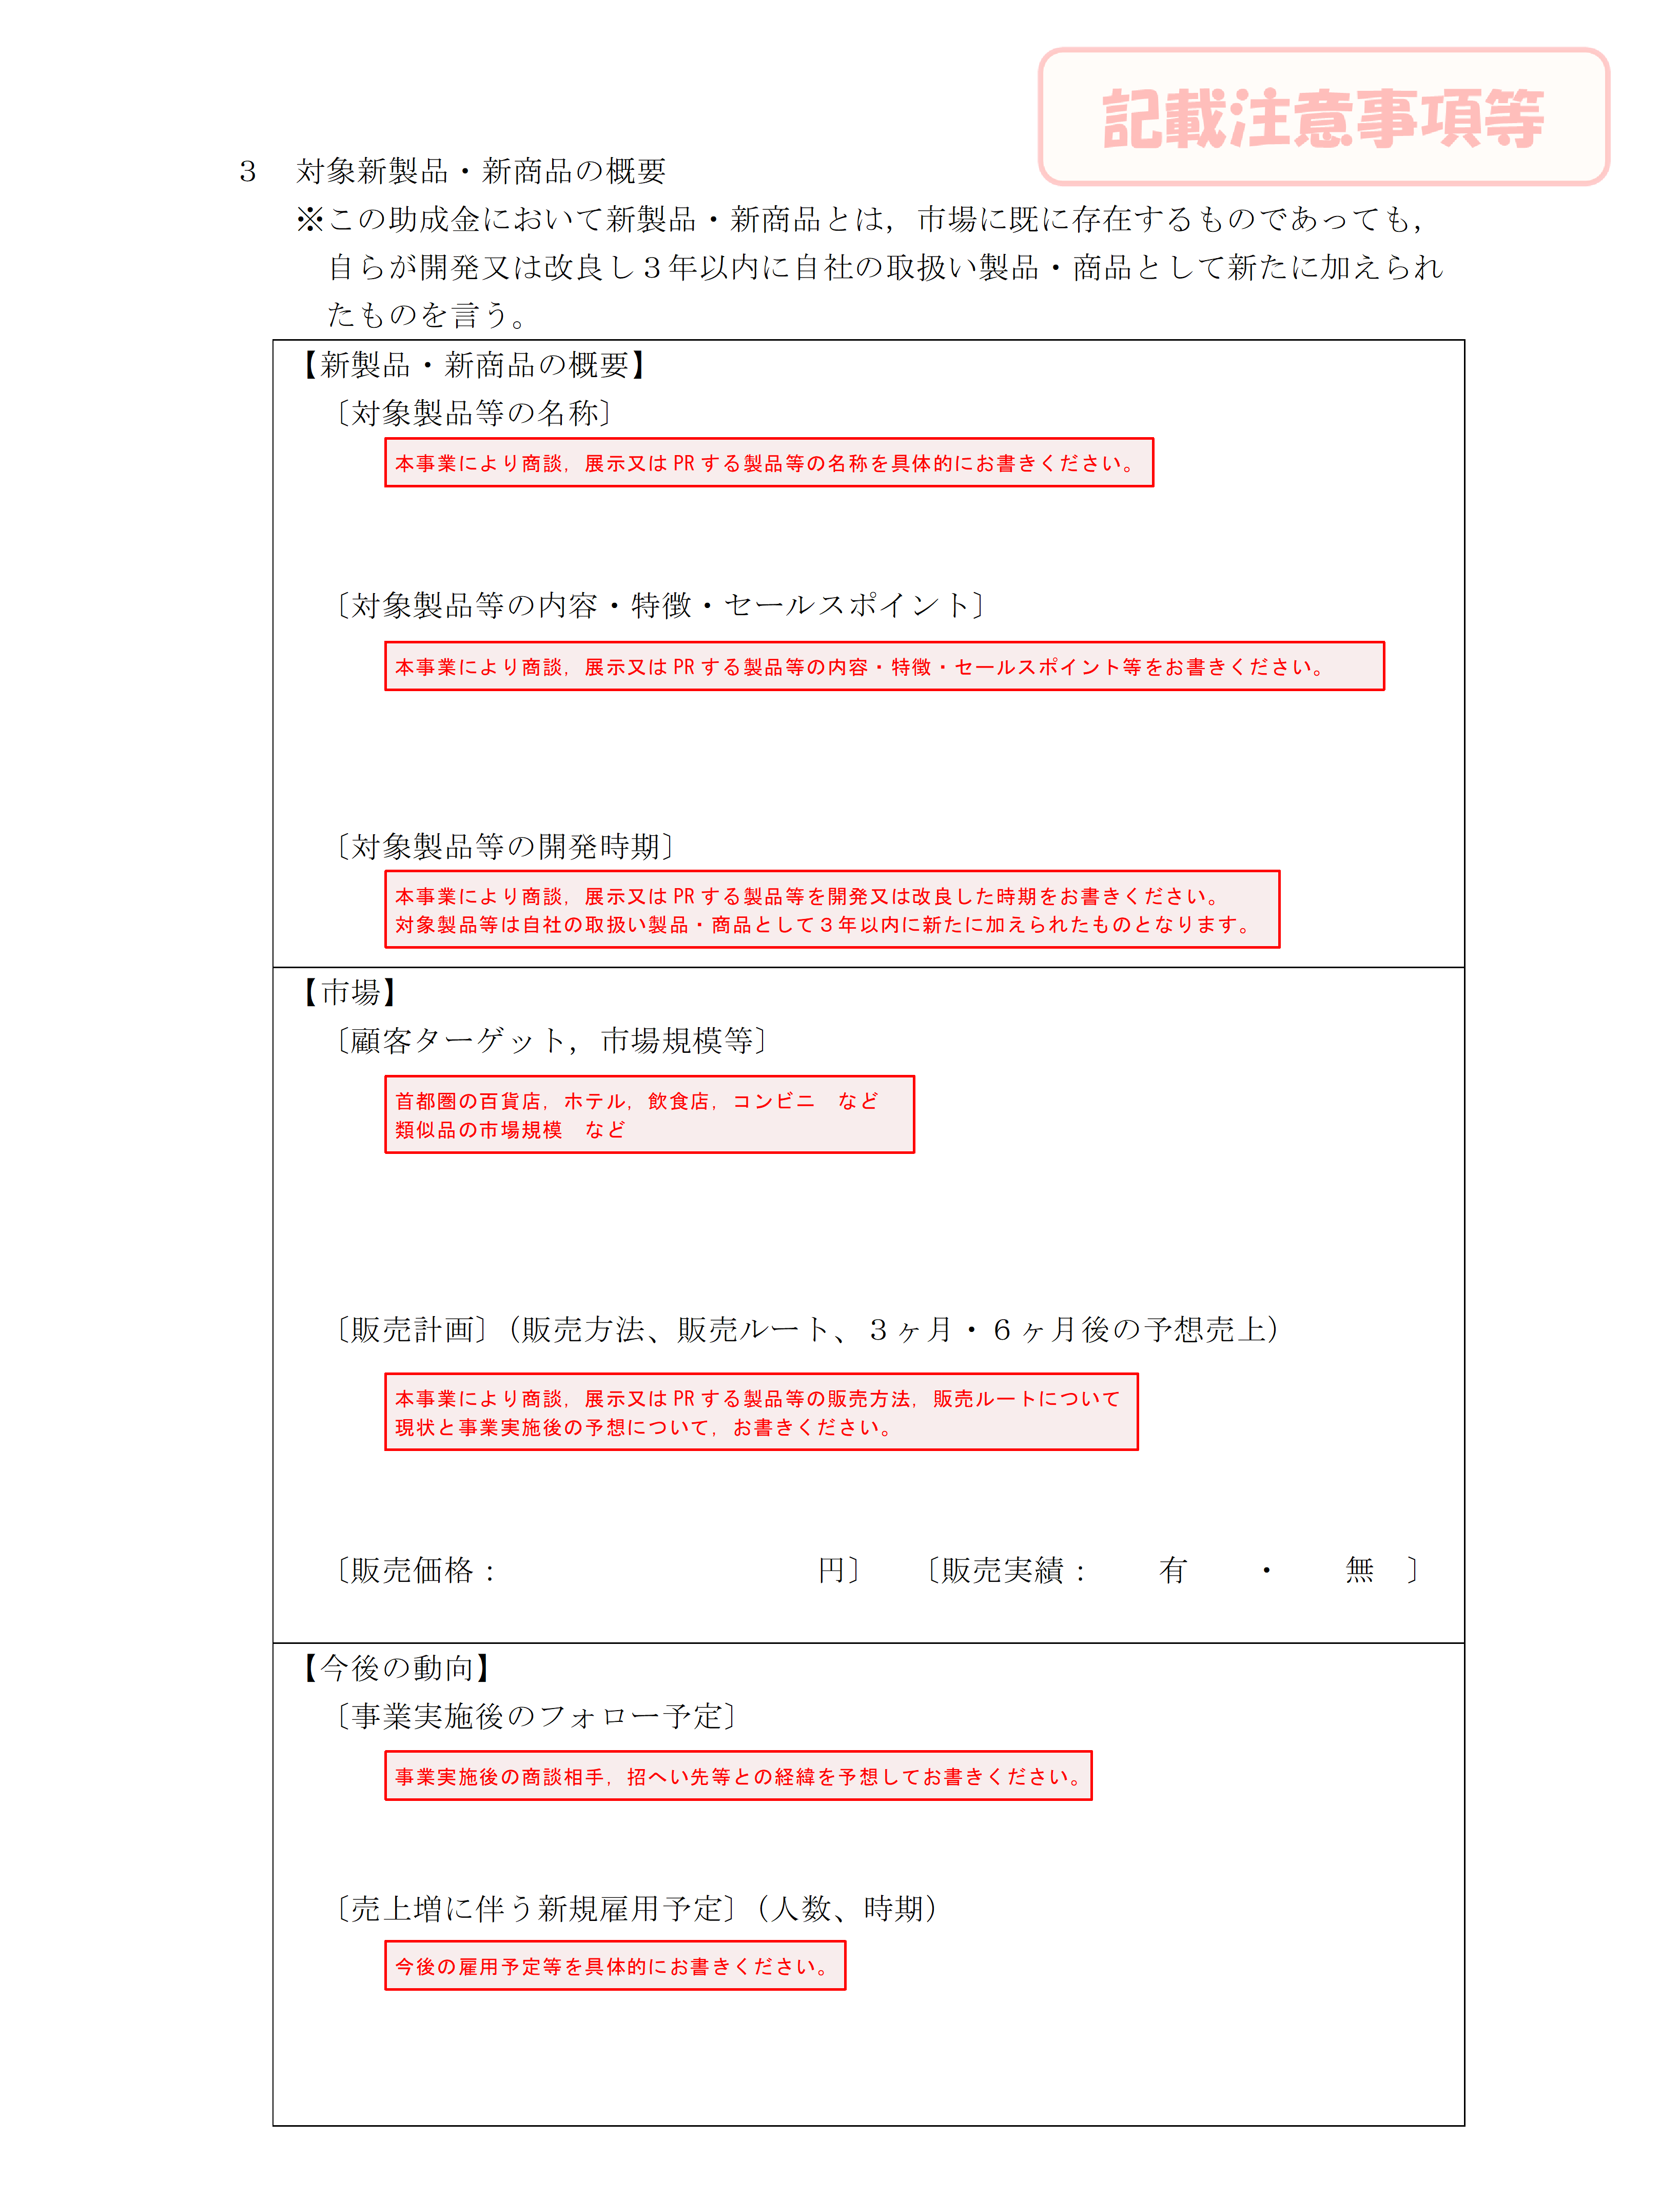 記載注意事項等
３　対象新製品・新商品の概要
※この助成金において新製品・新商品とは，市場に既に存在するものであっても，
自らが開発又は改良し３年以内に自社の取扱い製品・商品として新たに加えられ
たものを言う。
【新製品・新商品の概要】
〔対象製品等の名称〕
本事業により商談，展示又は PR する製品等の名称を具体的にお書きください。
〔対象製品等の内容・特徴・セールスポイント〕
本事業により商談，展示又は PR する製品等の内容・特徴・セールスポイント等をお書きください。
〔対象製品等の開発時期〕
本事業により商談，展示又は PR する製品等を開発又は改良した時期をお書きください。
対象製品等は自社の取扱い製品・商品として３年以内に新たに加えられたものとなります。
【市場】
〔顧客ターゲット，市場規模等〕
首都圏の百貨店，ホテル，飲食店，コンビニ　など
類似品の市場規模　など
〔販売計画〕（販売方法、販売ルート、３ヶ月・６ヶ月後の予想売上）
本事業により商談，展示又は PR する製品等の販売方法，販売ルートについて
現状と事業実施後の予想について，お書きください。
〔販売価格：　　　　　　　　　　円〕　〔販売実績：　　有　　・　　無　〕
【今後の動向】
〔事業実施後のフォロー予定〕
事業実施後の商談相手，招へい先等との経緯を予想してお書きください。
〔売上増に伴う新規雇用予定〕（人数、時期）
今後の雇用予定等を具体的にお書きください。